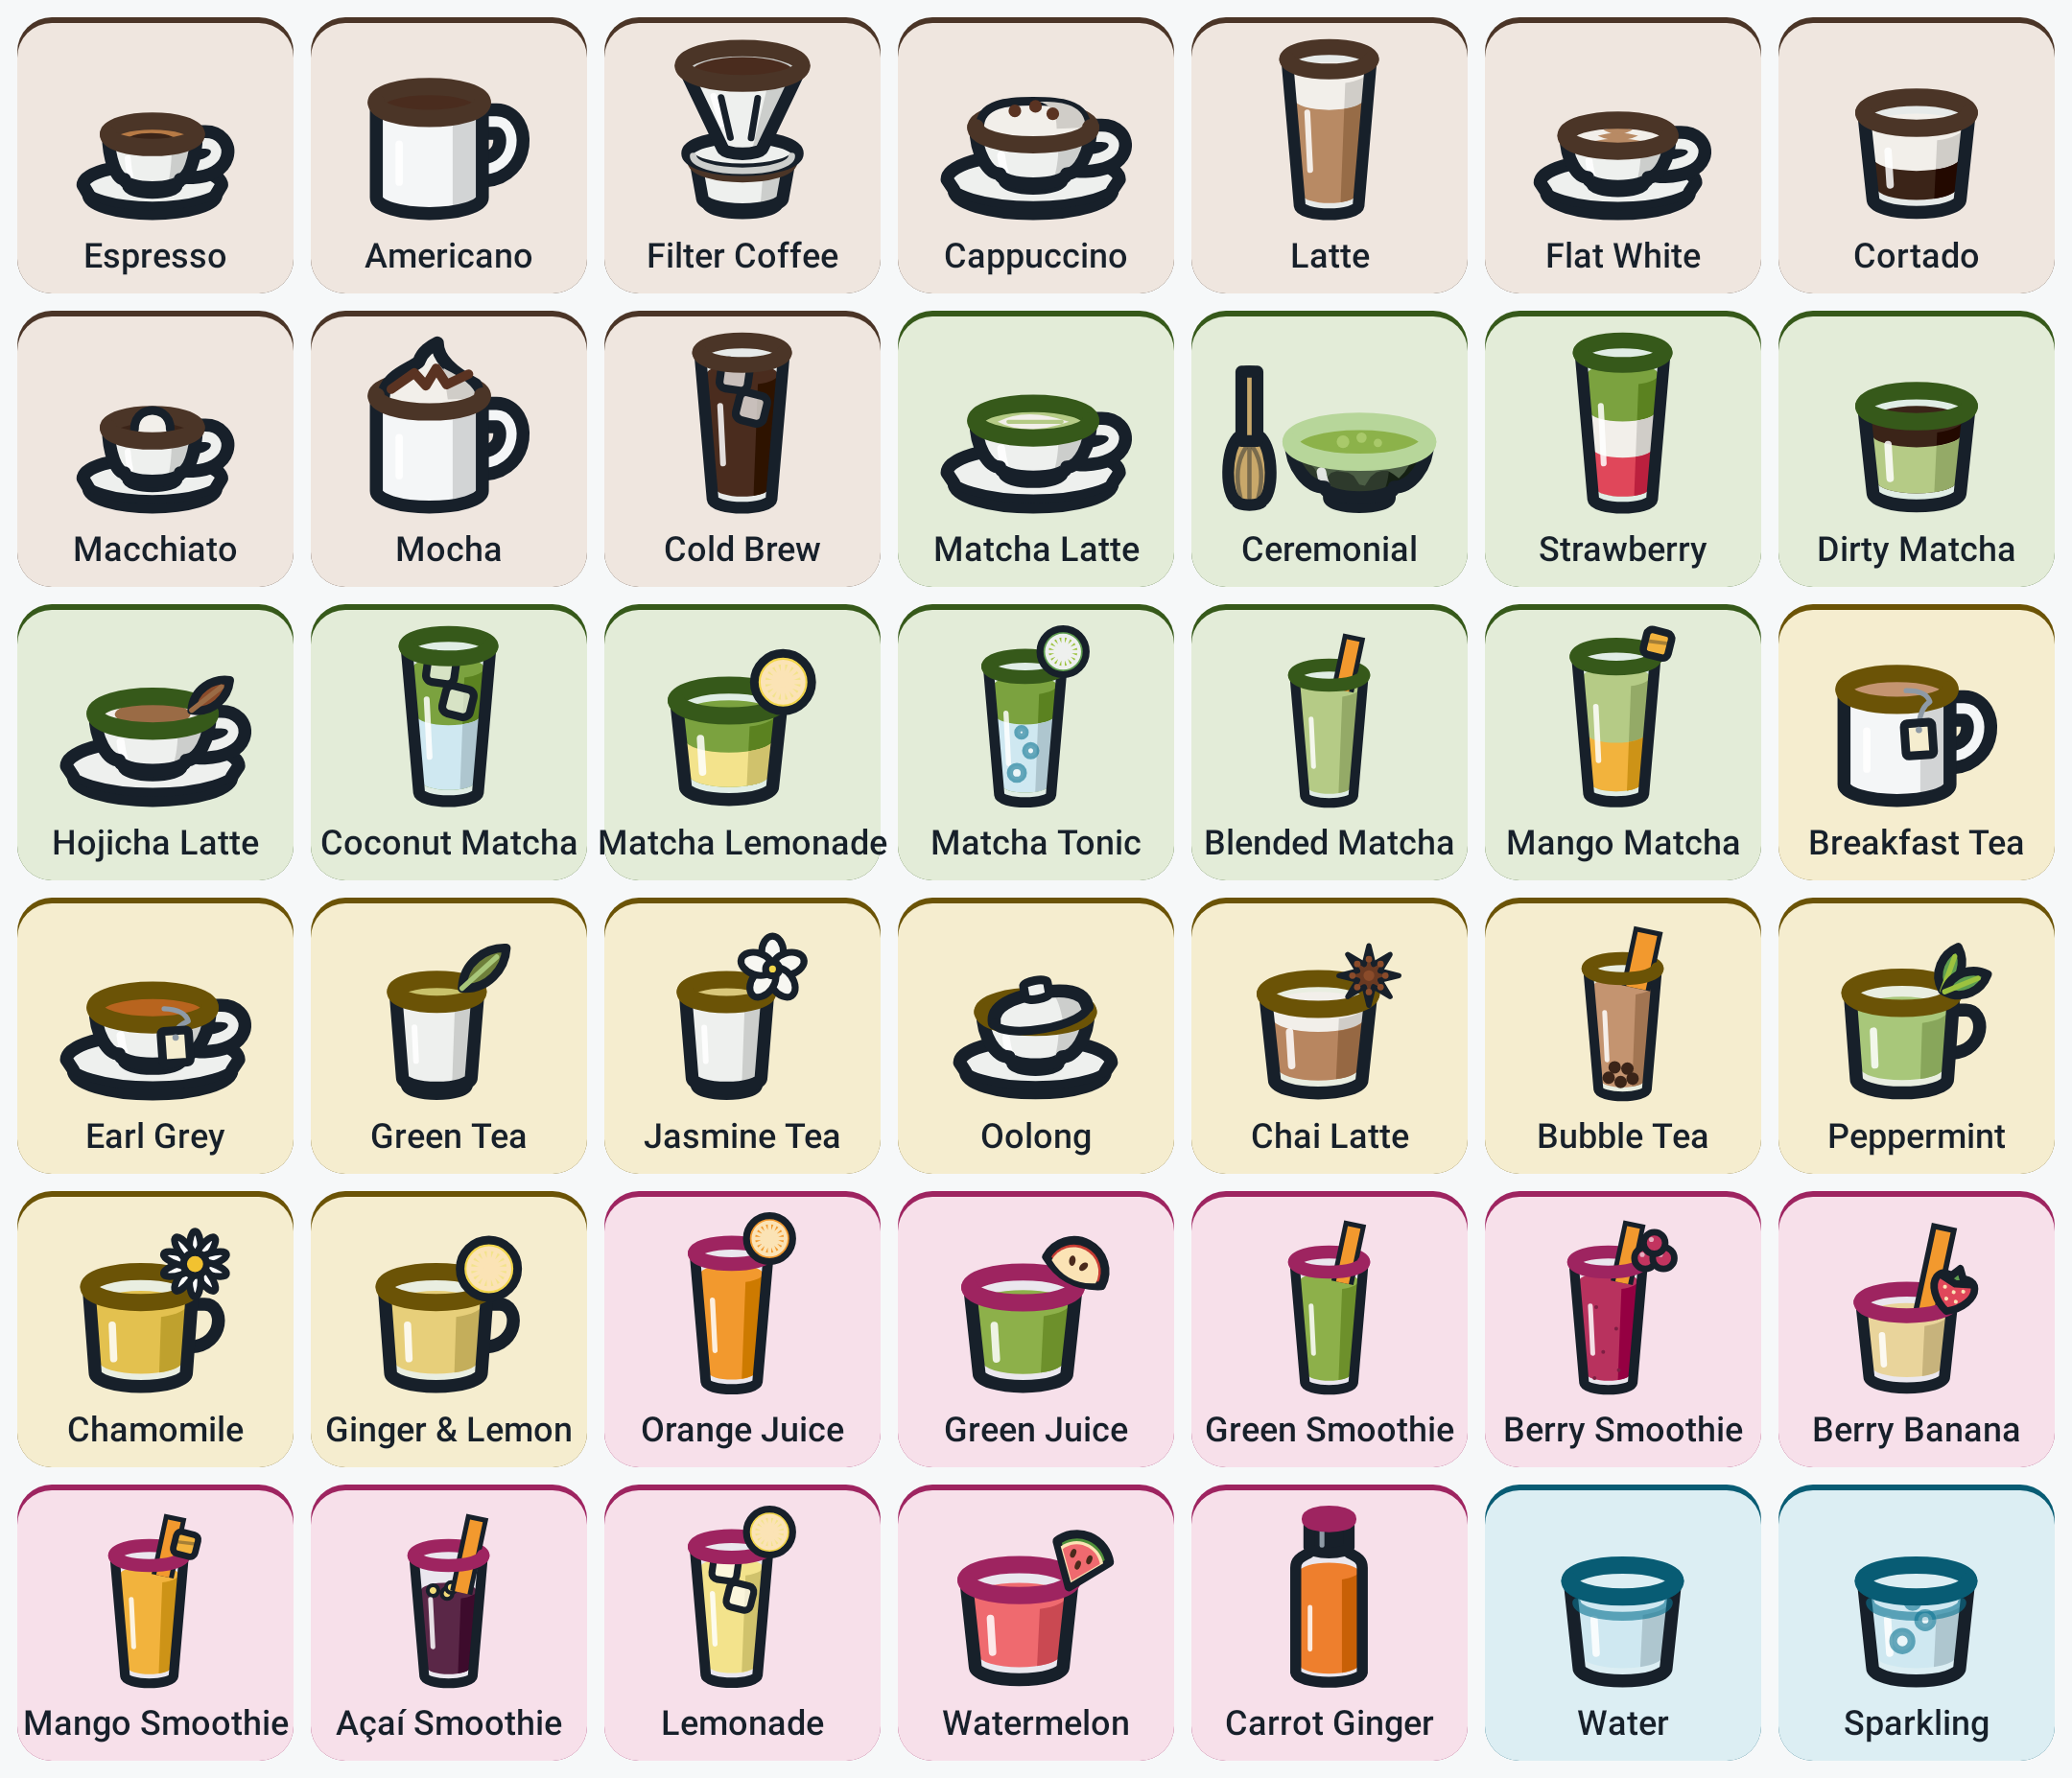 Espresso
Americano
Filter Coffee
Cappuccino
Latte
Flat White
Cortado
Macchiato
Mocha
Cold Brew
Matcha Latte
Ceremonial
Strawberry
Dirty Matcha
Hojicha Latte
Coconut Matcha
Matcha Lemonade
Matcha Tonic
Blended Matcha
Mango Matcha
Breakfast Tea
Earl Grey
Green Tea
Jasmine Tea
Oolong
Chai Latte
Bubble Tea
Peppermint
Chamomile
Ginger & Lemon
Orange Juice
Green Juice
Green Smoothie
Berry Smoothie
Berry Banana
Mango Smoothie
Açaí Smoothie
Lemonade
Watermelon
Carrot Ginger
Water
Sparkling